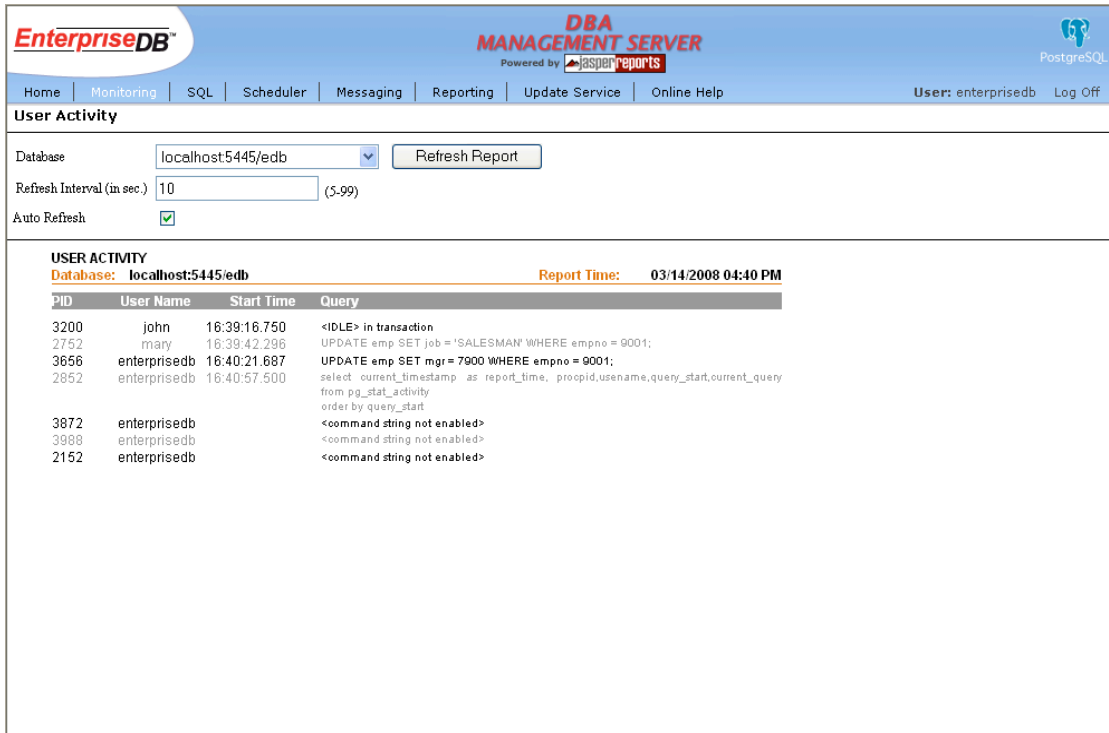 EnterpriseDB™
DBA
MANAGEMENT SERVER
Powered by jasperreports
PostgreSQL
Home Monitoring SQL Scheduler Messaging Reporting Update Service Online Help User: enterprisedb Log Off
User Activity
Database localhost:5445/edb Refresh Report
Refresh Interval (in sec.) 10 (5-99)
Auto Refresh
USER ACTIVITY
Database: localhost:5445/edb Report Time: 03/14/2008 04:40 PM
PID User Name Start Time Query
3200 john 16:39:16.750 <IDLE> in transaction
2752 mary 16:39:42.296 UPDATE emp SET job = 'SALESMAN' WHERE empno = 9001;
3656 enterprisedb 16:40:21.687 UPDATE emp SET mgr = 7900 WHERE empno = 9001;
2852 enterprisedb 16:40:57.500 select current_timestamp as report_time, procpid,usename,query_start,current_query
from pg_stat_activity
order by query_start
3872 enterprisedb <command string not enabled>
3988 enterprisedb <command string not enabled>
2152 enterprisedb <command string not enabled>